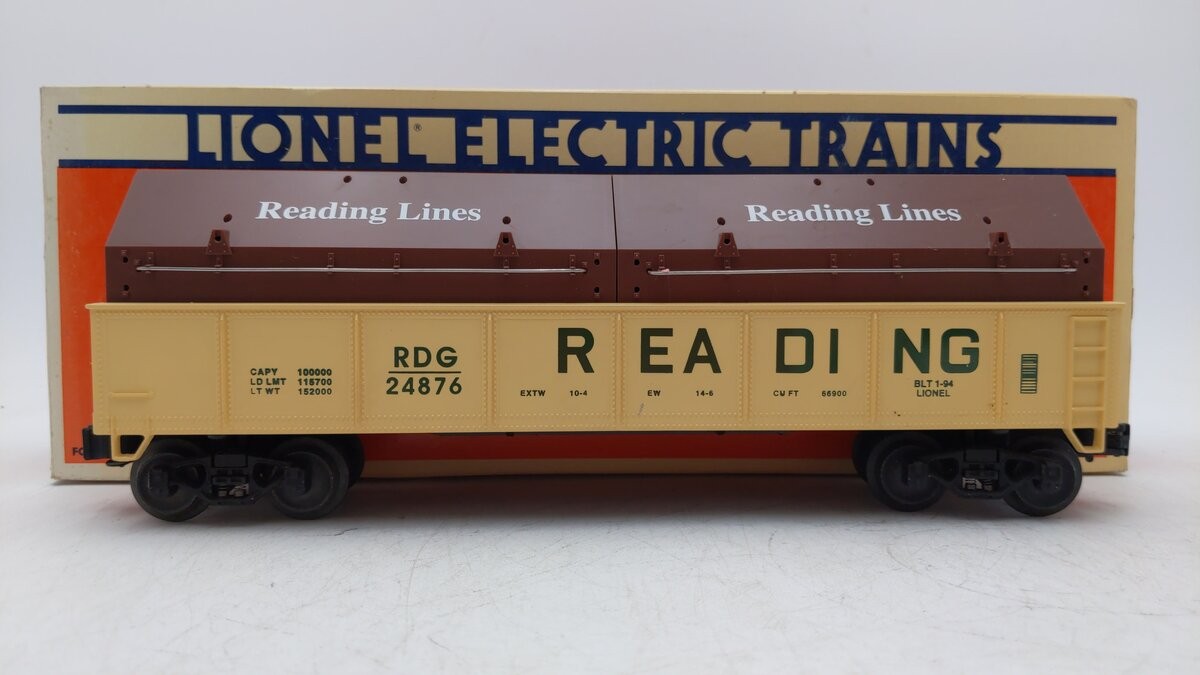 LIONEL® ELECTRIC TRAINS
Reading Lines
Reading Lines
READING
RDG
24876
CAPY 100000
LD LMT 115700
LT WT 152000
EXTW 10-4 EW 14-6 CU FT 66900
BLT 1-94
LIONEL